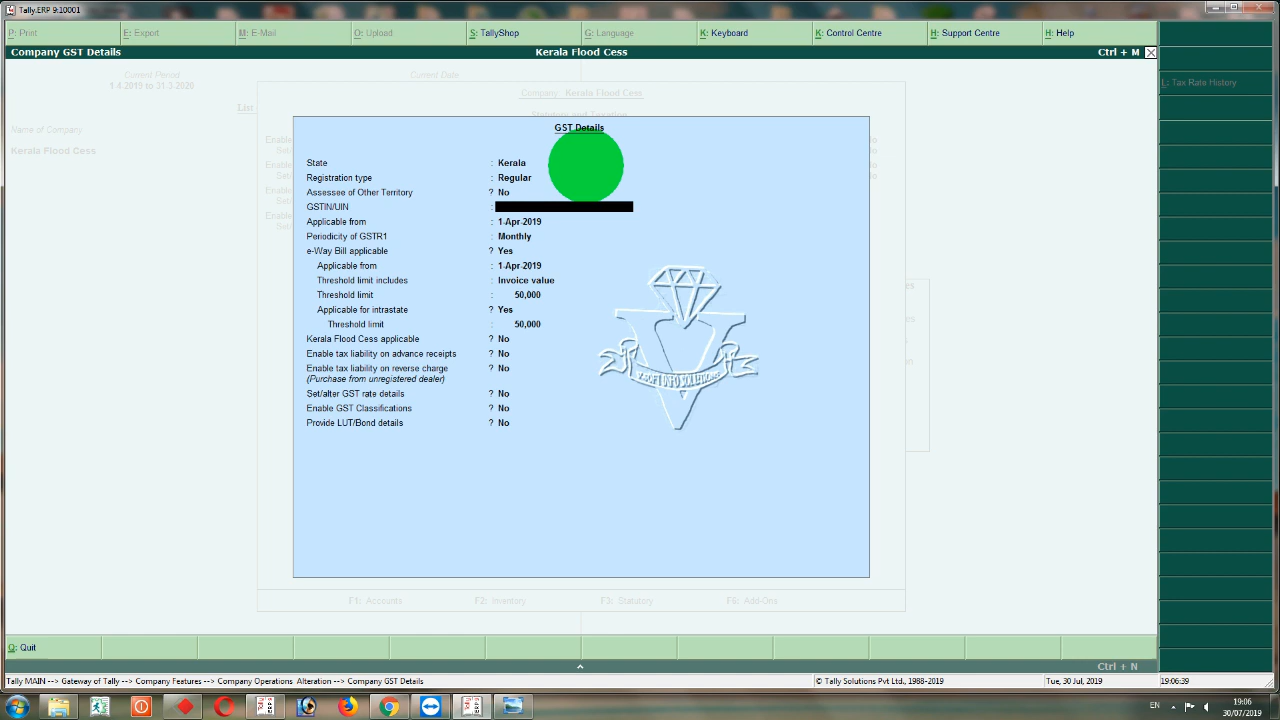 Tally.ERP 9:10001
P: Print E: Export M: E-Mail O: Upload S: TallyShop G: Language K: Keyboard K: Control Centre H: Support Centre H: Help
Company GST Details Kerala Flood Cess Ctrl + M
Current Period Current Date
1-4-2019 to 31-3-2020
L: Tax Rate History
Company: Kerala Flood Cess
List
Statutory and Taxation
Name of Company
Kerala Flood Cess
GST Details
State : Kerala
Registration type : Regular
Assessee of Other Territory ? No
GSTIN/UIN :
Applicable from : 1-Apr-2019
Periodicity of GSTR1 : Monthly
e-Way Bill applicable ? Yes
Applicable from : 1-Apr-2019
Threshold limit includes : Invoice value
Threshold limit : 50,000
Applicable for intrastate ? Yes
Threshold limit : 50,000
Kerala Flood Cess applicable ? No
Enable tax liability on advance receipts ? No
Enable tax liability on reverse charge ? No
(Purchase from unregistered dealer)
Set/alter GST rate details ? No
Enable GST Classifications ? No
Provide LUT/Bond details ? No
F1: Accounts F2: Inventory F3: Statutory F6: Add-Ons
Q: Quit
Ctrl + N
Tally MAIN --> Gateway of Tally --> Company Features --> Company Operations Alteration --> Company GST Details © Tally Solutions Pvt Ltd., 1988-2019 Tue, 30 Jul, 2019 19:06:39
EN 19:06
30/07/2019